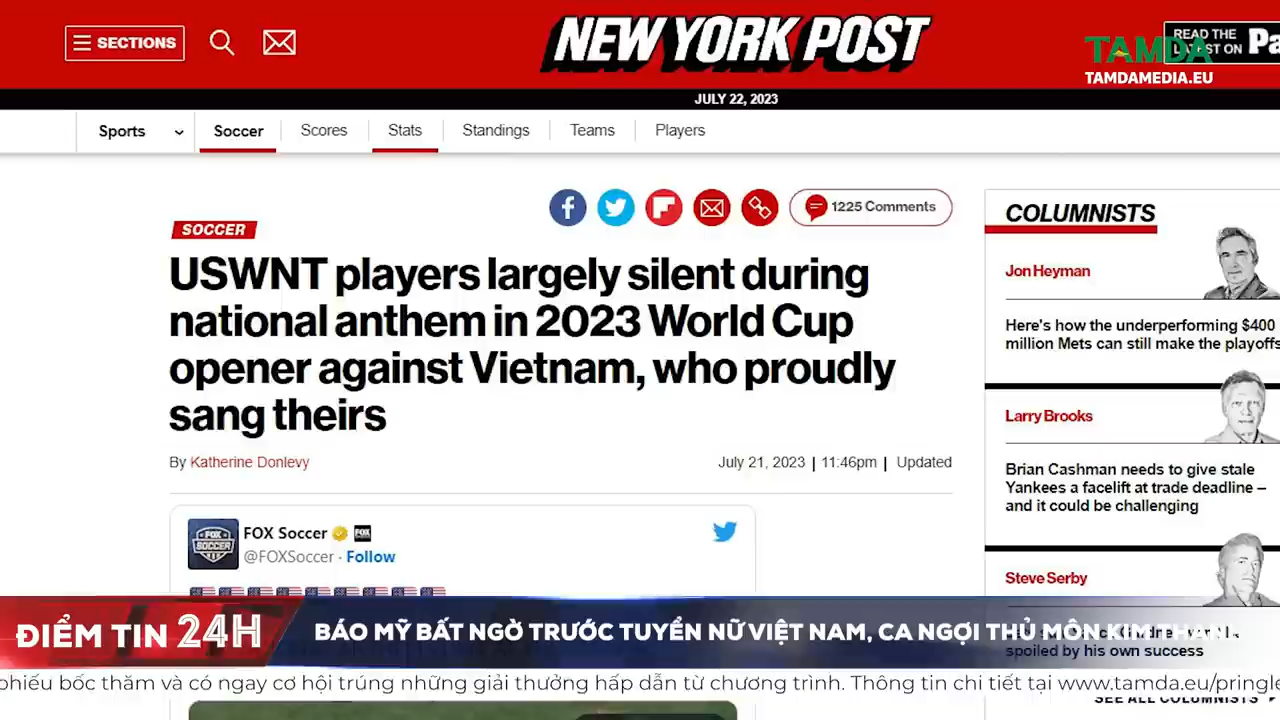 SECTIONS
NEW YORK POST
READ THE
ON
TAMDA
TAMDAMEDIA.EU
JULY 22, 2023
Sports
Soccer
Scores
Stats
Standings
Teams
Players
1225 Comments
SOCCER
USWNT players largely silent during
national anthem in 2023 World Cup
opener against Vietnam, who proudly
sang theirs
By Katherine Donlevy
July 21, 2023 | 11:46pm | Updated
FOX Soccer
FOX
@FOXSoccer · Follow
FOX
SOCCER
COLUMNISTS
Jon Heyman
Here's how the underperforming $400
million Mets can still make the playoffs
Larry Brooks
Brian Cashman needs to give stale
Yankees a facelift at trade deadline –
and it could be challenging
Steve Serby
spoiled by his own success
SEE ALL COLUMNISTS
ĐIỂM TIN 24H
BÁO MỸ BẤT NGỜ TRƯỚC TUYỂN NỮ VIỆT NAM, CA NGỢI THỦ MÔN KIM THANH
phiếu bốc thăm và có ngay cơ hội trúng những giải thưởng hấp dẫn từ chương trình. Thông tin chi tiết tại www.tamda.eu/pringle